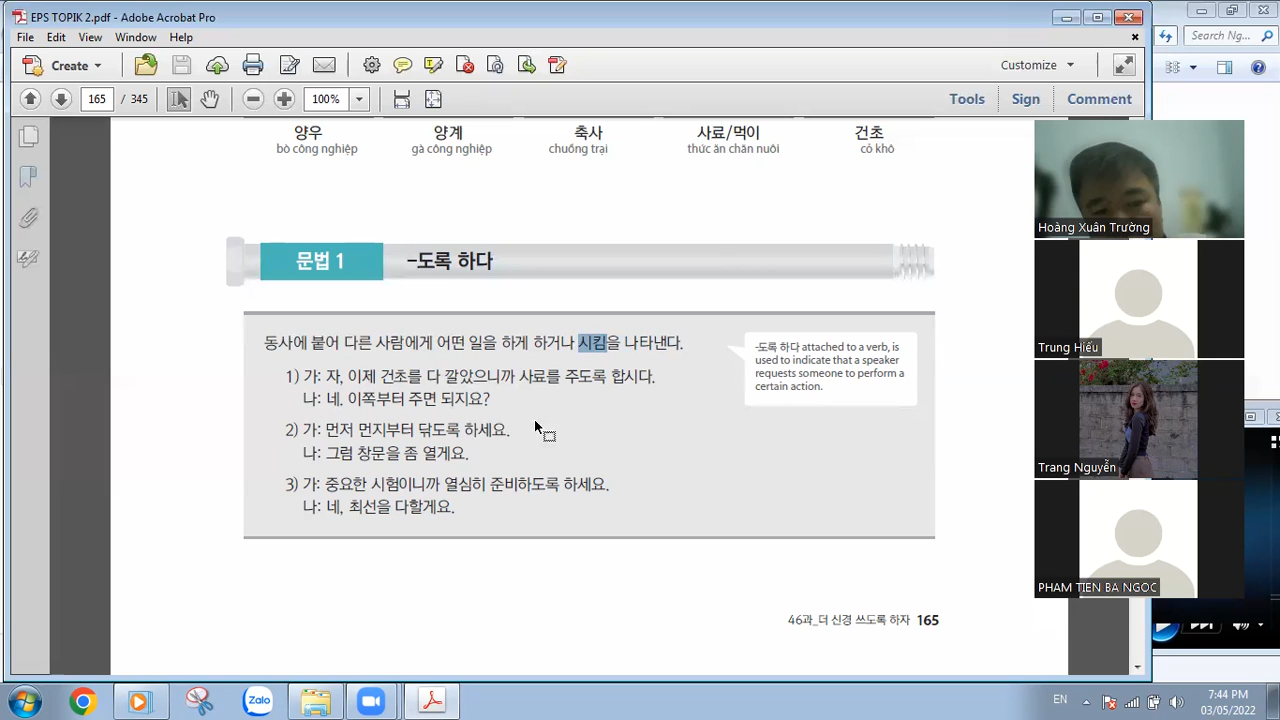 EPS TOPIK 2.pdf - Adobe Acrobat Pro
File Edit View Window Help
Create
Customize
165 / 345
100%
Tools Sign Comment
Search Ng...
양우 양계 축사 사료/먹이 건초
bò công nghiệp gà công nghiệp chuồng trại thức ăn chăn nuôi cỏ khô
문법 1 -도록 하다
동사에 붙어 다른 사람에게 어떤 일을 하게 하거나 시킴을 나타낸다.
1) 가: 자, 이제 건초를 다 깔았으니까 사료를 주도록 합시다.
나: 네. 이쪽부터 주면 되지요?
2) 가: 먼저 먼지부터 닦도록 하세요.
나: 그럼 창문을 좀 열게요.
3) 가: 중요한 시험이니까 열심히 준비하도록 하세요.
나: 네, 최선을 다할게요.
-도록 하다 attached to a verb, is
used to indicate that a speaker
requests someone to perform a
certain action.
46과_더 신경 쓰도록 하자 165
Hoàng Xuân Trường
Trung Hiếu
Trang Nguyễn
PHAM TIEN BA NGOC
Zalo
EN
7:44 PM
03/05/2022